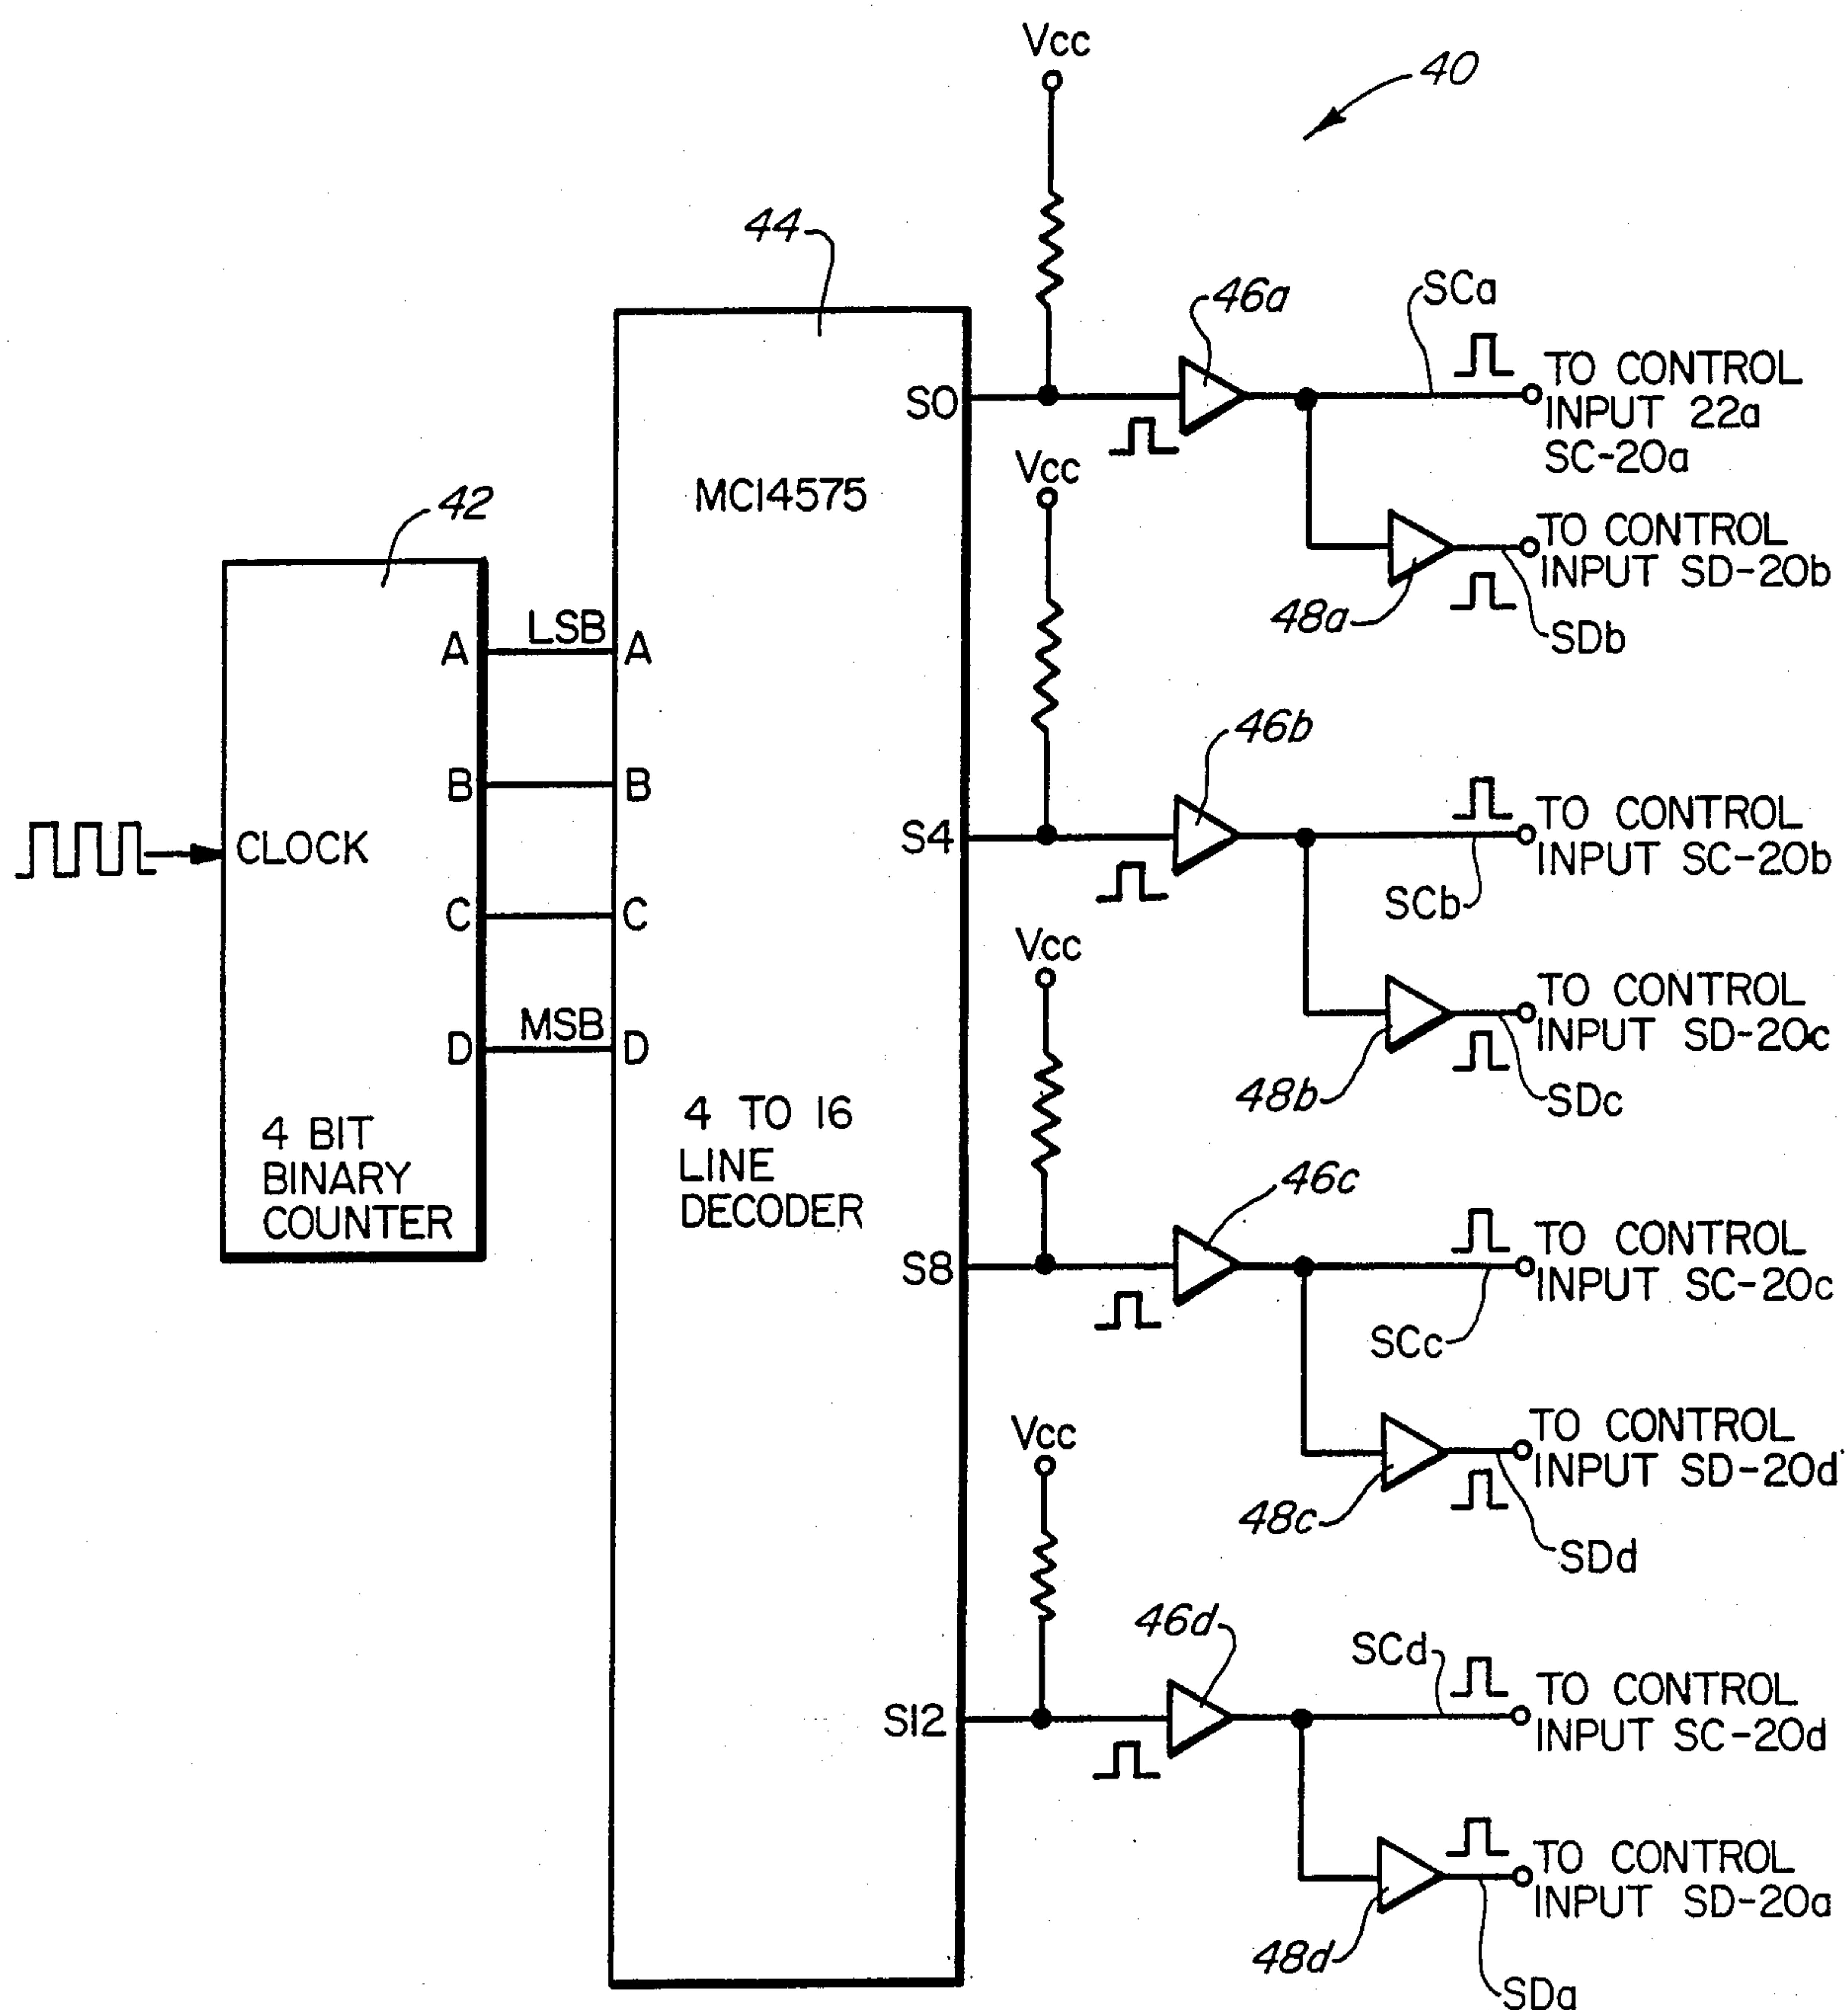 Vcc
40
44
46a
SCa
TO CONTROL
INPUT 22a
SC-20a
S0
Vcc
MC14575
42
TO CONTROL
INPUT SD-20b
48a
SDb
A
LSB
A
46b
B
B
S4
TO CONTROL
INPUT SC-20b
CLOCK
SCb
C
C
Vcc
TO CONTROL
INPUT SD-20c
D
MSB
D
48b
SDc
4 TO 16
LINE
DECODER
4 BIT
BINARY
COUNTER
46c
S8
TO CONTROL
INPUT SC-20c
SCc
Vcc
TO CONTROL
INPUT SD-20d
48c
SDd
46d
SCd
S12
TO CONTROL
INPUT SC-20d
TO CONTROL
INPUT SD-20a
48d
SDa